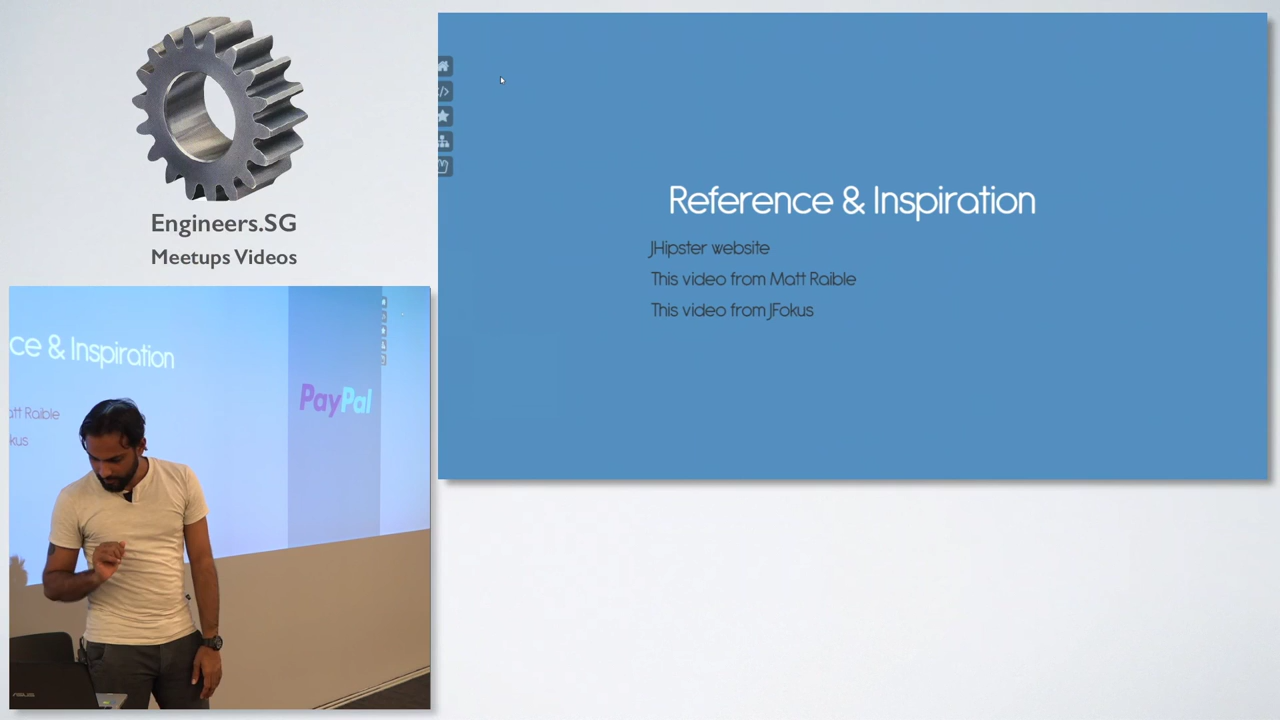 Engineers.SG
Meetups Videos
Reference & Inspiration
JHipster website
This video from Matt Raible
This video from JFokus
ce & Inspiration
att Raible
kus
PayPal
ASUS